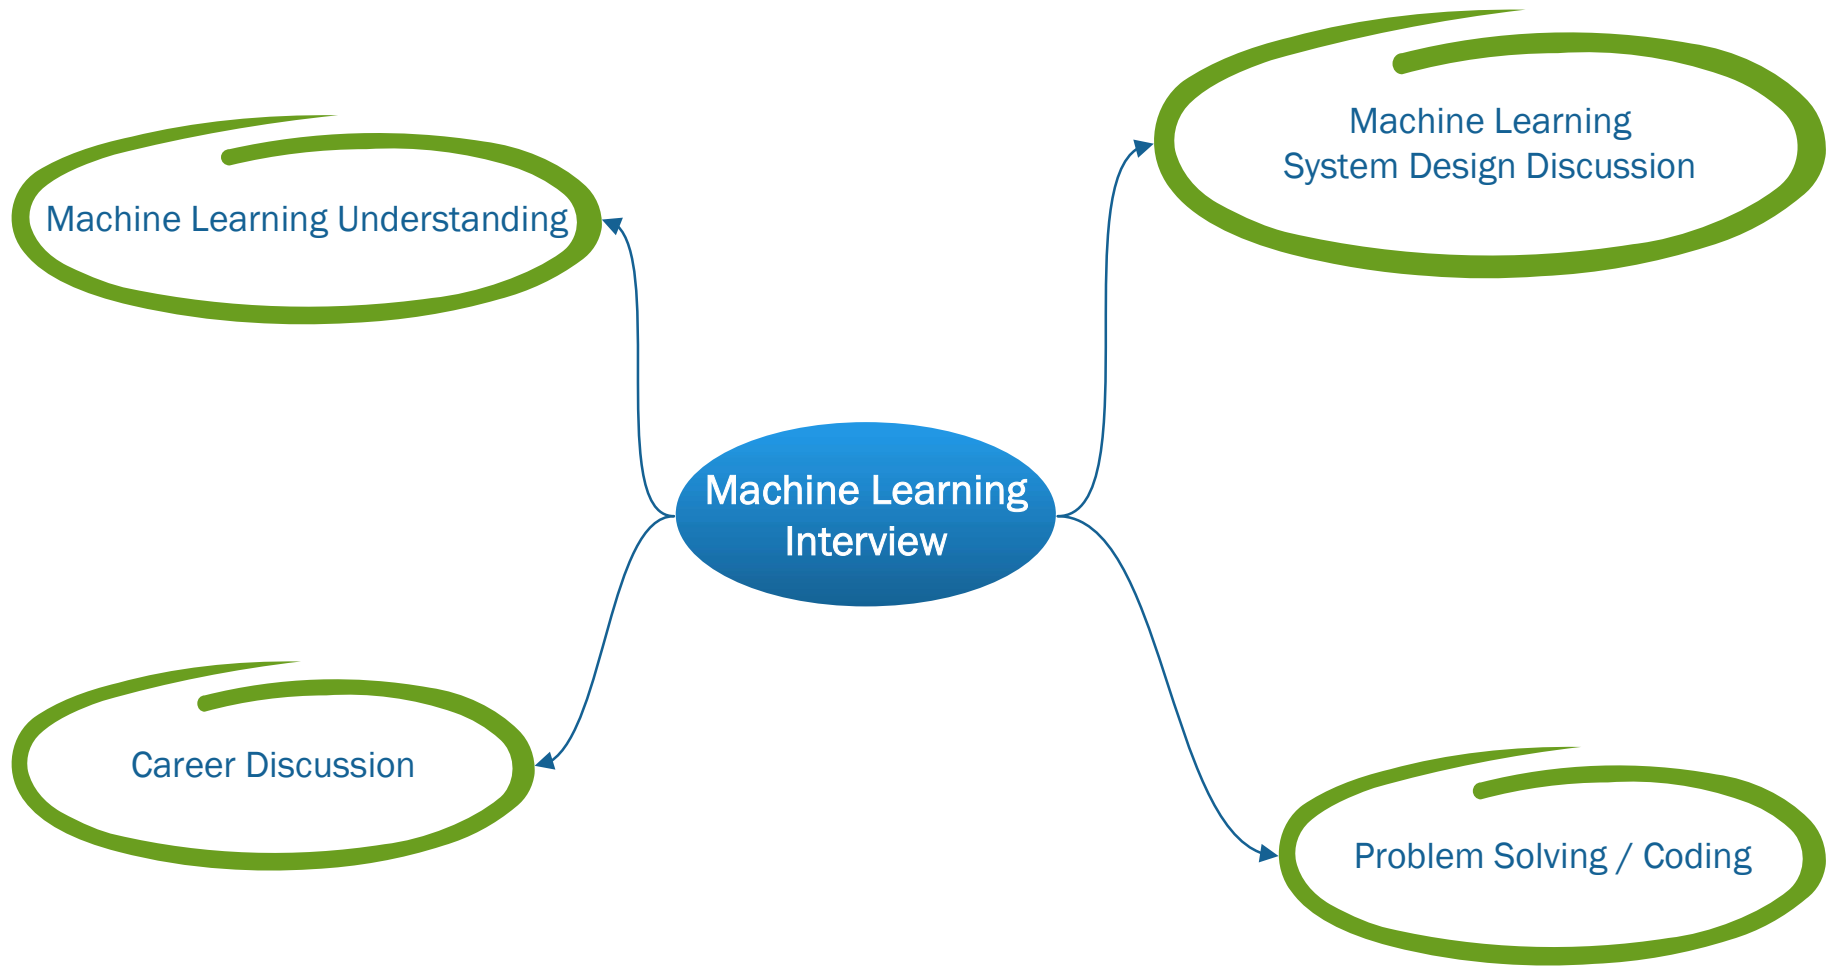 Machine Learning
System Design Discussion
Machine Learning Understanding
Machine Learning
Interview
Career Discussion
Problem Solving / Coding